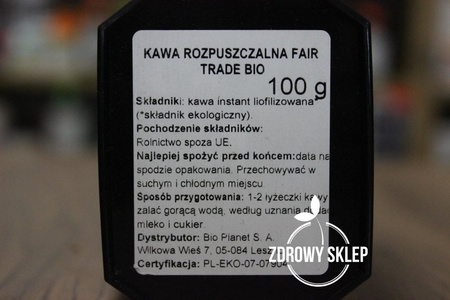 KAWA ROZPUSZCZALNA FAIR
TRADE BIO
100 g
Składniki: kawa instant liofilizowana*
(*składnik ekologiczny).
Pochodzenie składników:
Rolnictwo spoza UE.
Najlepiej spożyć przed końcem: data na
spodzie opakowania. Przechowywać w
suchym i chłodnym miejscu
Sposób przygotowania: 1-2 łyżeczki kawy
zalać gorącą wodą, według uznania
mleko i cukier.
Dystrybutor: Bio Planet S. A.
Wilkowa Wieś 7, 05-084
Certyfikacja: PL-EKO-07-07904
ZDROWY SKLEP